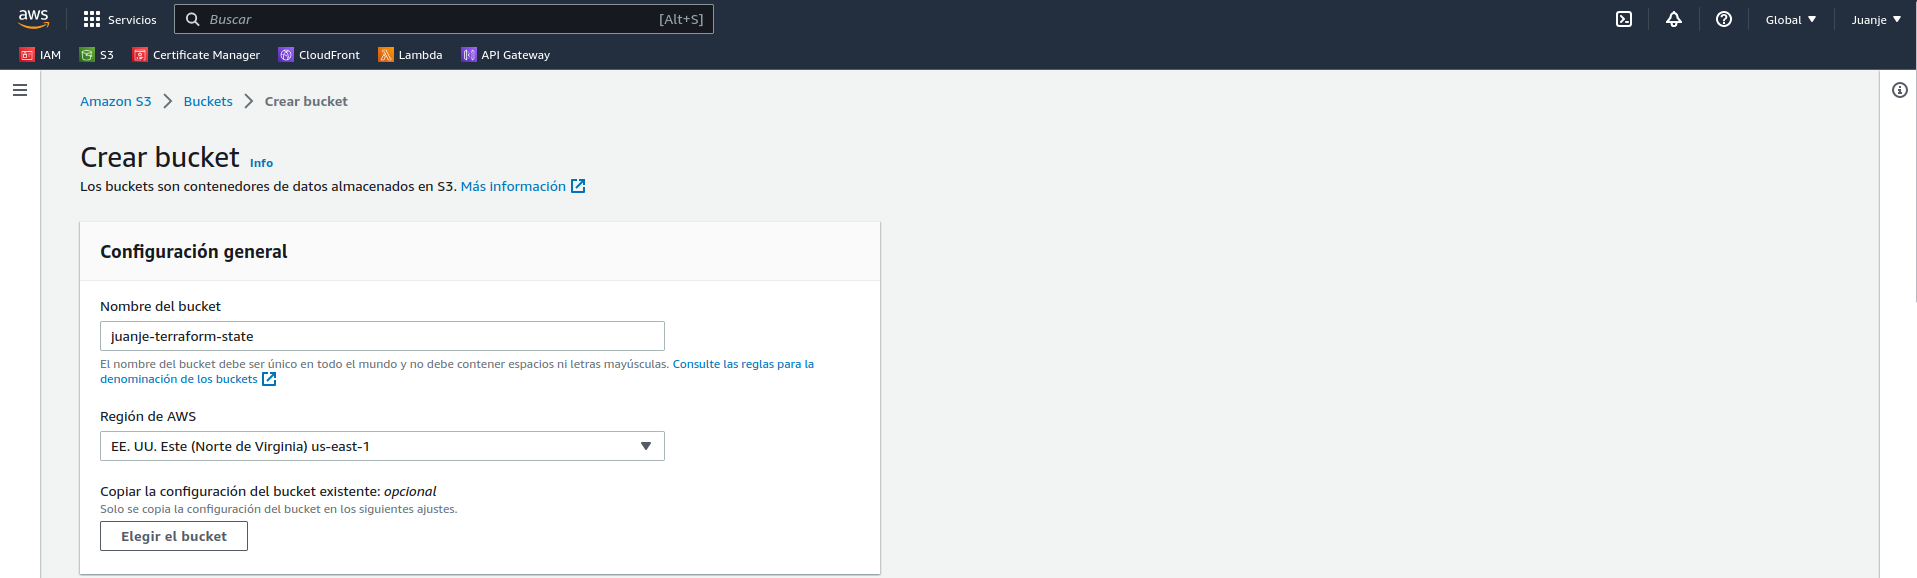 aws
Servicios
Buscar
[Alt+S]
Global
Juanje
IAM
S3
Certificate Manager
CloudFront
Lambda
API Gateway
Amazon S3 > Buckets > Crear bucket
Crear bucket Info
Los buckets son contenedores de datos almacenados en S3. Más información
Configuración general
Nombre del bucket
juanje-terraform-state
El nombre del bucket debe ser único en todo el mundo y no debe contener espacios ni letras mayúsculas. Consulte las reglas para la
denominación de los buckets
Región de AWS
EE. UU. Este (Norte de Virginia) us-east-1
Copiar la configuración del bucket existente: opcional
Solo se copia la configuración del bucket en los siguientes ajustes.
Elegir el bucket